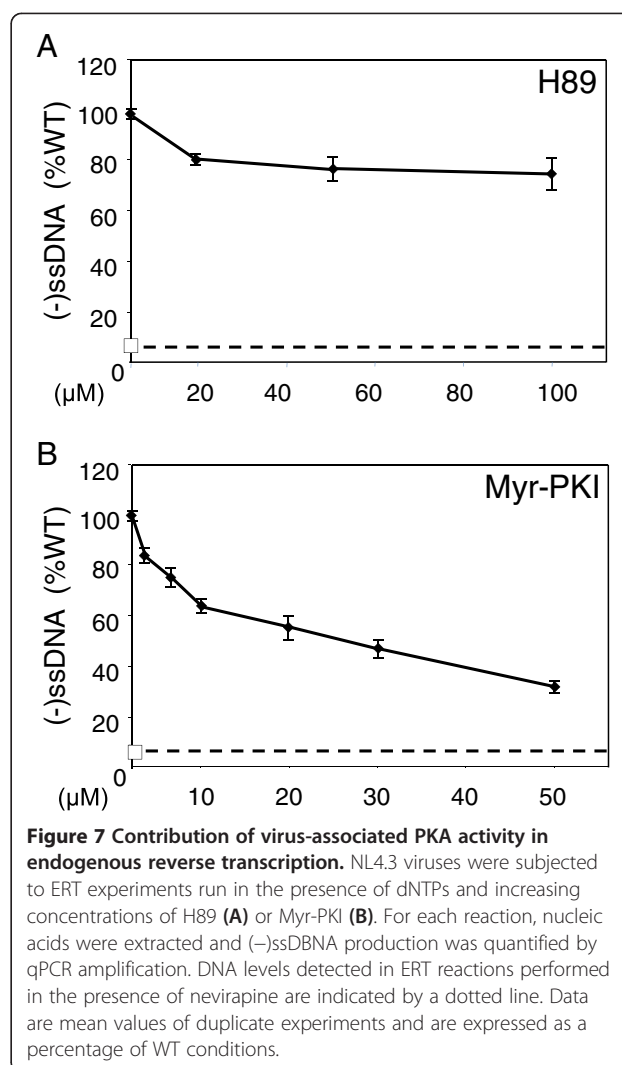 A
H89
(-)ssDNA (%WT)
120
100
80
60
40
20
0
(µM)
20 40 60 80 100
B
Myr-PKI
(-)ssDNA (%WT)
120
100
80
60
40
20
0
(µM)
10 20 30 40 50
Figure 7 Contribution of virus-associated PKA activity in
endogenous reverse transcription. NL4.3 viruses were subjected
to ERT experiments run in the presence of dNTPs and increasing
concentrations of H89 (A) or Myr-PKI (B). For each reaction, nucleic
acids were extracted and (−)ssDBNA production was quantified by
qPCR amplification. DNA levels detected in ERT reactions performed
in the presence of nevirapine are indicated by a dotted line. Data
are mean values of duplicate experiments and are expressed as a
percentage of WT conditions.